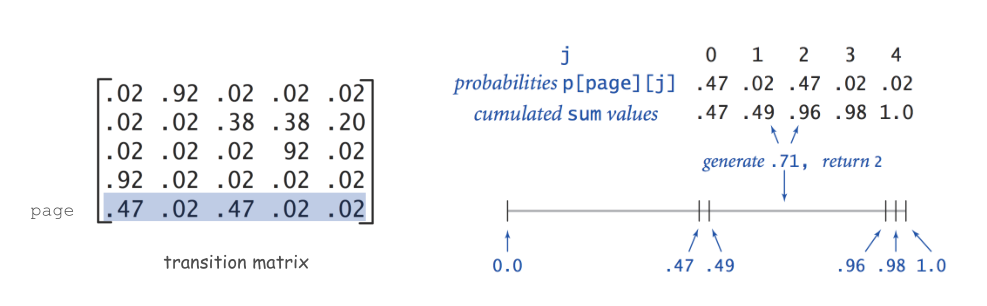 .02 .92 .02 .02 .02
.02 .02 .38 .38 .20
.02 .02 .02 92 .02
.92 .02 .02 .02 .02
page .47 .02 .47 .02 .02
transition matrix
j 0 1 2 3 4
probabilities p[page][j] .47 .02 .47 .02 .02
cumulated sum values .47 .49 .96 .98 1.0
generate .71, return 2
0.0 .47 .49 .96 .98 1.0